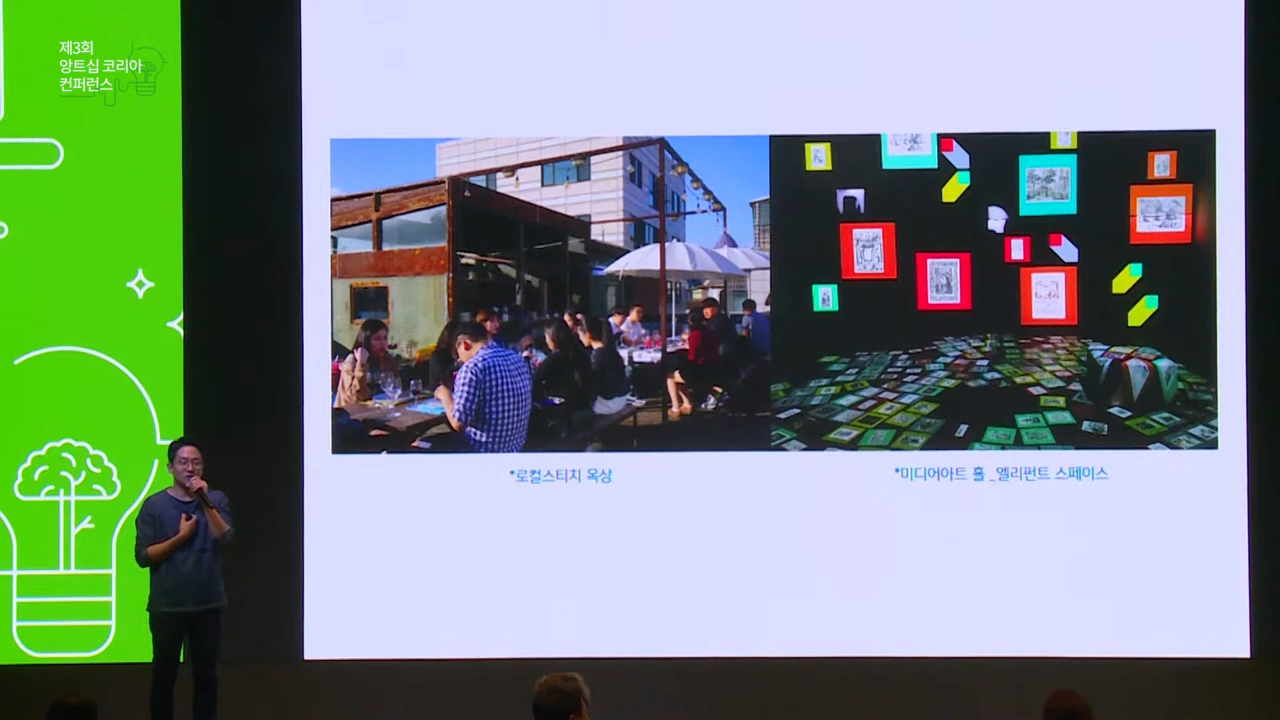 제3회
앙트십 코리아
컨퍼런스
*로컬스티치 옥상
*미디어아트 홀 _엘리펀트 스페이스